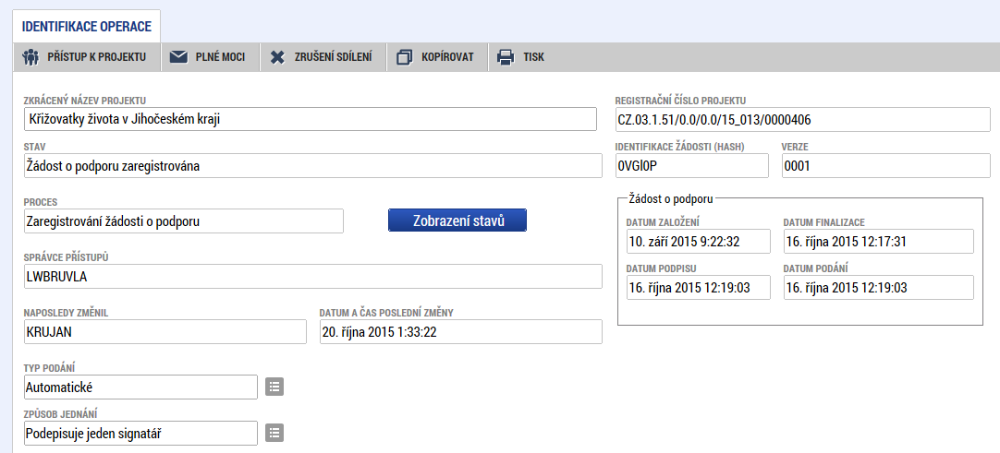 IDENTIFIKACE OPERACE
PŘÍSTUP K PROJEKTU PLNÉ MOCI ZRUŠENÍ SDÍLENÍ KOPÍROVAT TISK
ZKRÁCENÝ NÁZEV PROJEKTU
Křižovatky života v Jihočeském kraji
REGISTRAČNÍ ČÍSLO PROJEKTU
CZ.03.1.51/0.0/0.0/15_013/0000406
STAV
Žádost o podporu zaregistrována
IDENTIFIKACE ŽÁDOSTI (HASH) VERZE
0VGl0P 0001
PROCES
Zaregistrování žádosti o podporu
Zobrazení stavů
Žádost o podporu
DATUM ZALOŽENÍ DATUM FINALIZACE
10. září 2015 9:22:32 16. října 2015 12:17:31
DATUM PODPISU DATUM PODÁNÍ
16. října 2015 12:19:03 16. října 2015 12:19:03
SPRÁVCE PŘÍSTUPŮ
LWBRUVLA
NAPOSLEDY ZMĚNIL DATUM A ČAS POSLEDNÍ ZMĚNY
KRUJAN 20. října 2015 1:33:22
TYP PODÁNÍ
Automatické
ZPŮSOB JEDNÁNÍ
Podepisuje jeden signatář